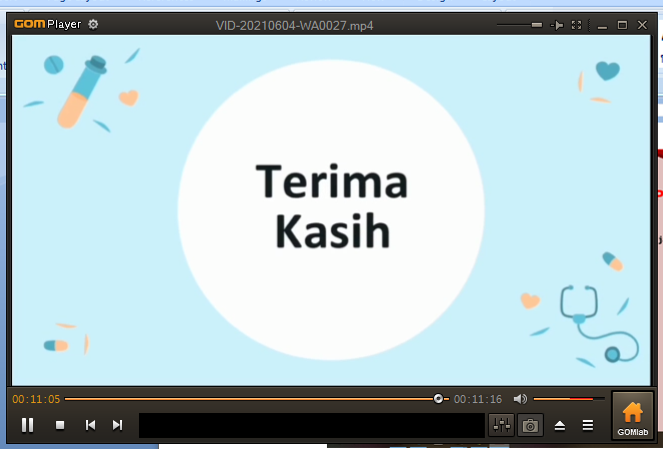 GOM Player
VID-20210604-WA0027.mp4
Terima
Kasih
00:11:05
00:11:16
GOMlab